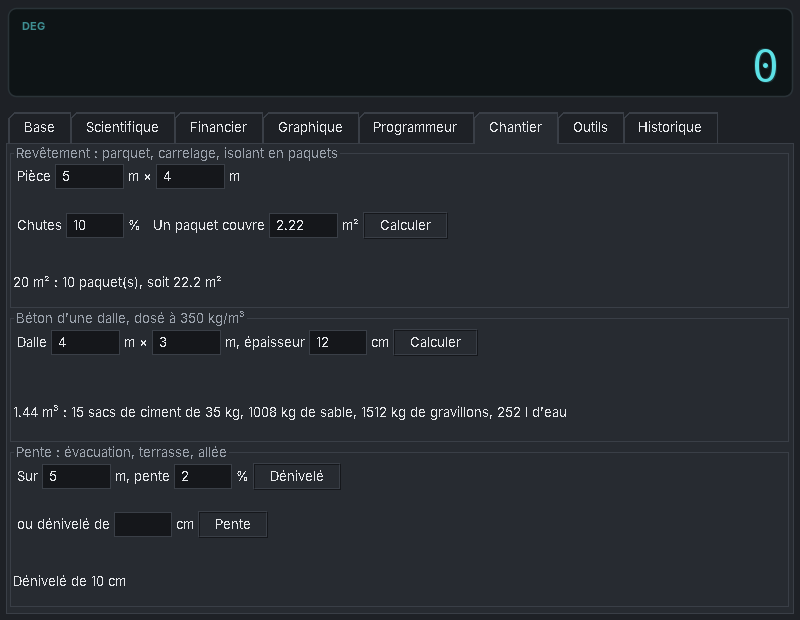 DEG
0
Base Scientifique Financier Graphique Programmeur Chantier Outils Historique
Revêtement : parquet, carrelage, isolant en paquets
Pièce 5 m × 4 m
Chutes 10 % Un paquet couvre 2.22 m² Calculer
20 m² : 10 paquet(s), soit 22.2 m²
Béton d'une dalle, dosé à 350 kg/m³
Dalle 4 m × 3 m, épaisseur 12 cm Calculer
1.44 m³ : 15 sacs de ciment de 35 kg, 1008 kg de sable, 1512 kg de gravillons, 252 l d'eau
Pente : évacuation, terrasse, allée
Sur 5 m, pente 2 % Dénivelé
ou dénivelé de cm Pente
Dénivelé de 10 cm